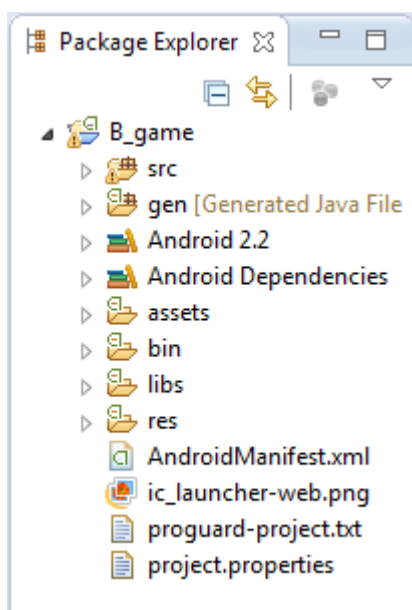 Package Explorer
B_game
src
gen [Generated Java File
Android 2.2
Android Dependencies
assets
bin
libs
res
AndroidManifest.xml
ic_launcher-web.png
proguard-project.txt
project.properties